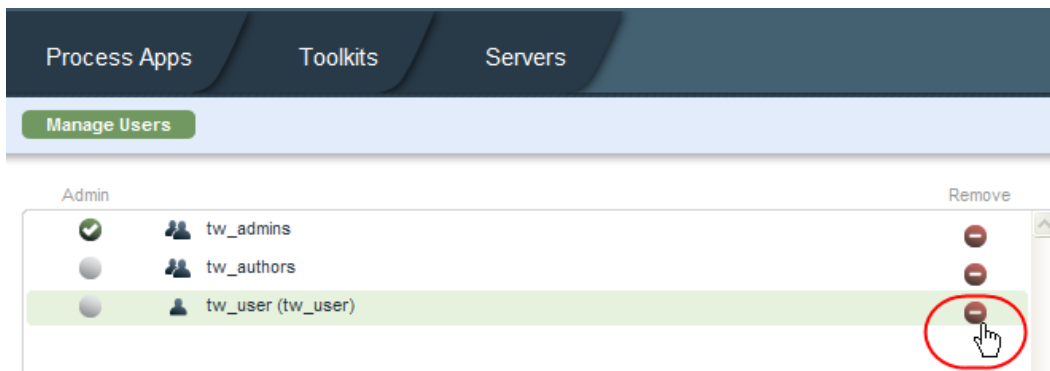 Process Apps Toolkits Servers
Manage Users
Admin Remove
tw_admins
tw_authors
tw_user (tw_user)